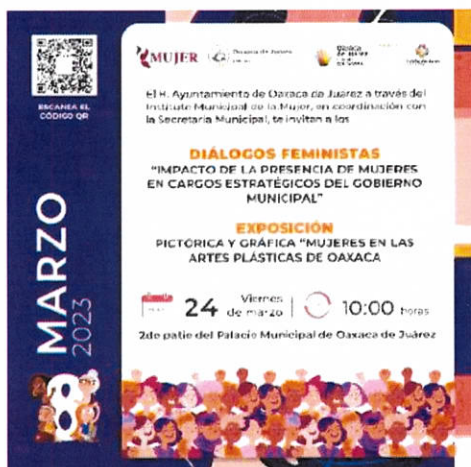 ESCANEA EL
CÓDIGO QR
MARZO
2023
8
MUJER
Oaxaca de Juárez
El H. Ayuntamiento de Oaxaca de Juárez a través del
Instituto Municipal de la Mujer, en coordinación con
la Secretaría Municipal, te invitan a los
DIÁLOGOS FEMINISTAS
"IMPACTO DE LA PRESENCIA DE MUJERES
EN CARGOS ESTRATÉGICOS DEL GOBIERNO
MUNICIPAL"
EXPOSICIÓN
PICTÓRICA Y GRÁFICA "MUJERES EN LAS
ARTES PLÁSTICAS DE OAXACA
24 Viernes
de marzo
10:00 horas
2do patio del Palacio Municipal de Oaxaca de Juárez